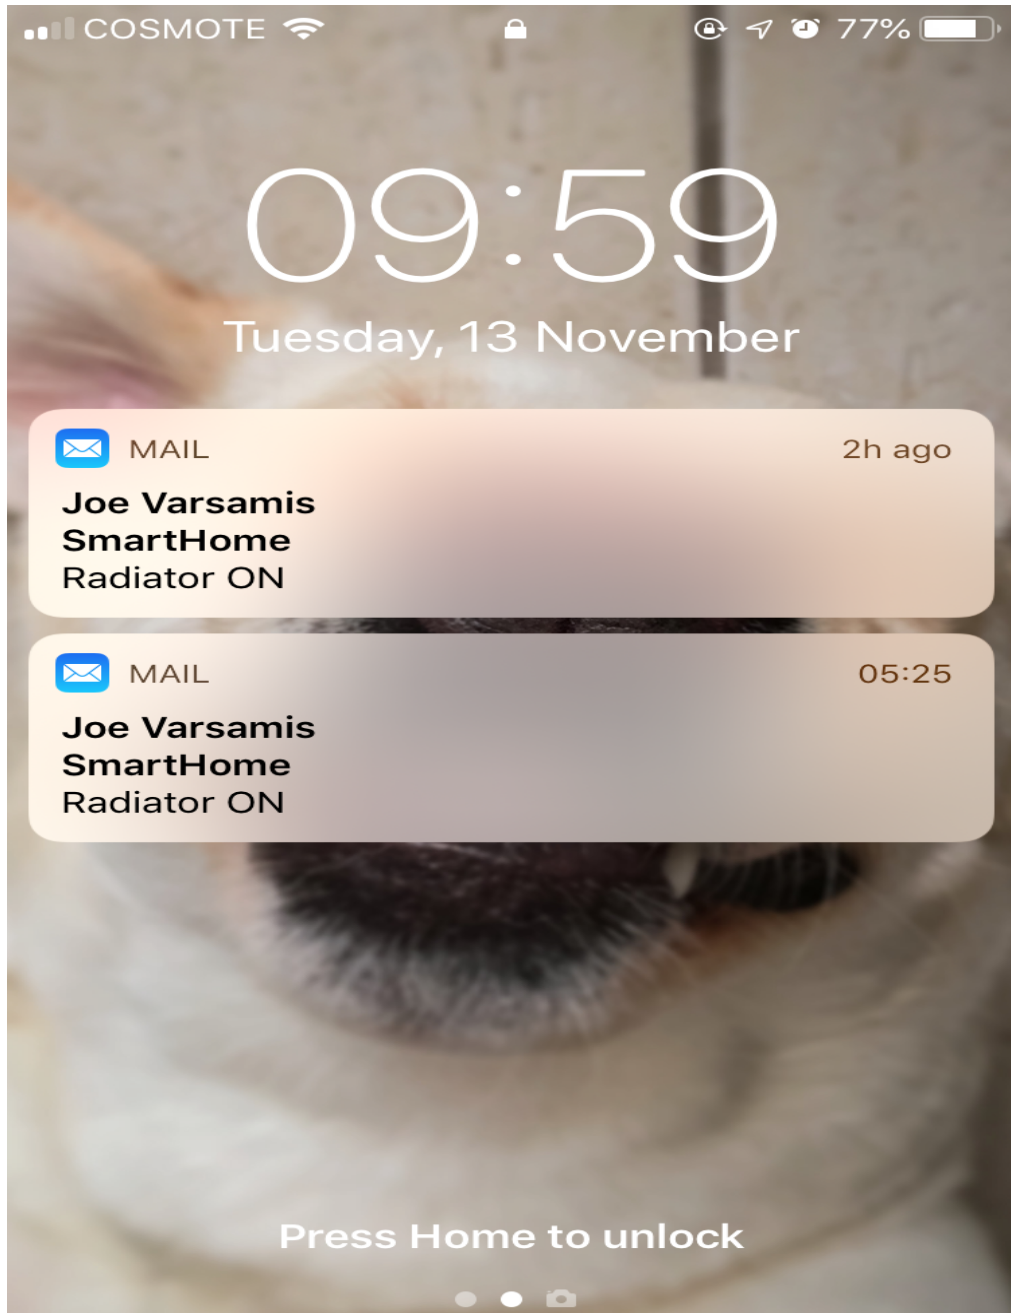 COSMOTE 77%
09:59
Tuesday, 13 November
MAIL 2h ago
Joe Varsamis
SmartHome
Radiator ON
MAIL 05:25
Joe Varsamis
SmartHome
Radiator ON
Press Home to unlock